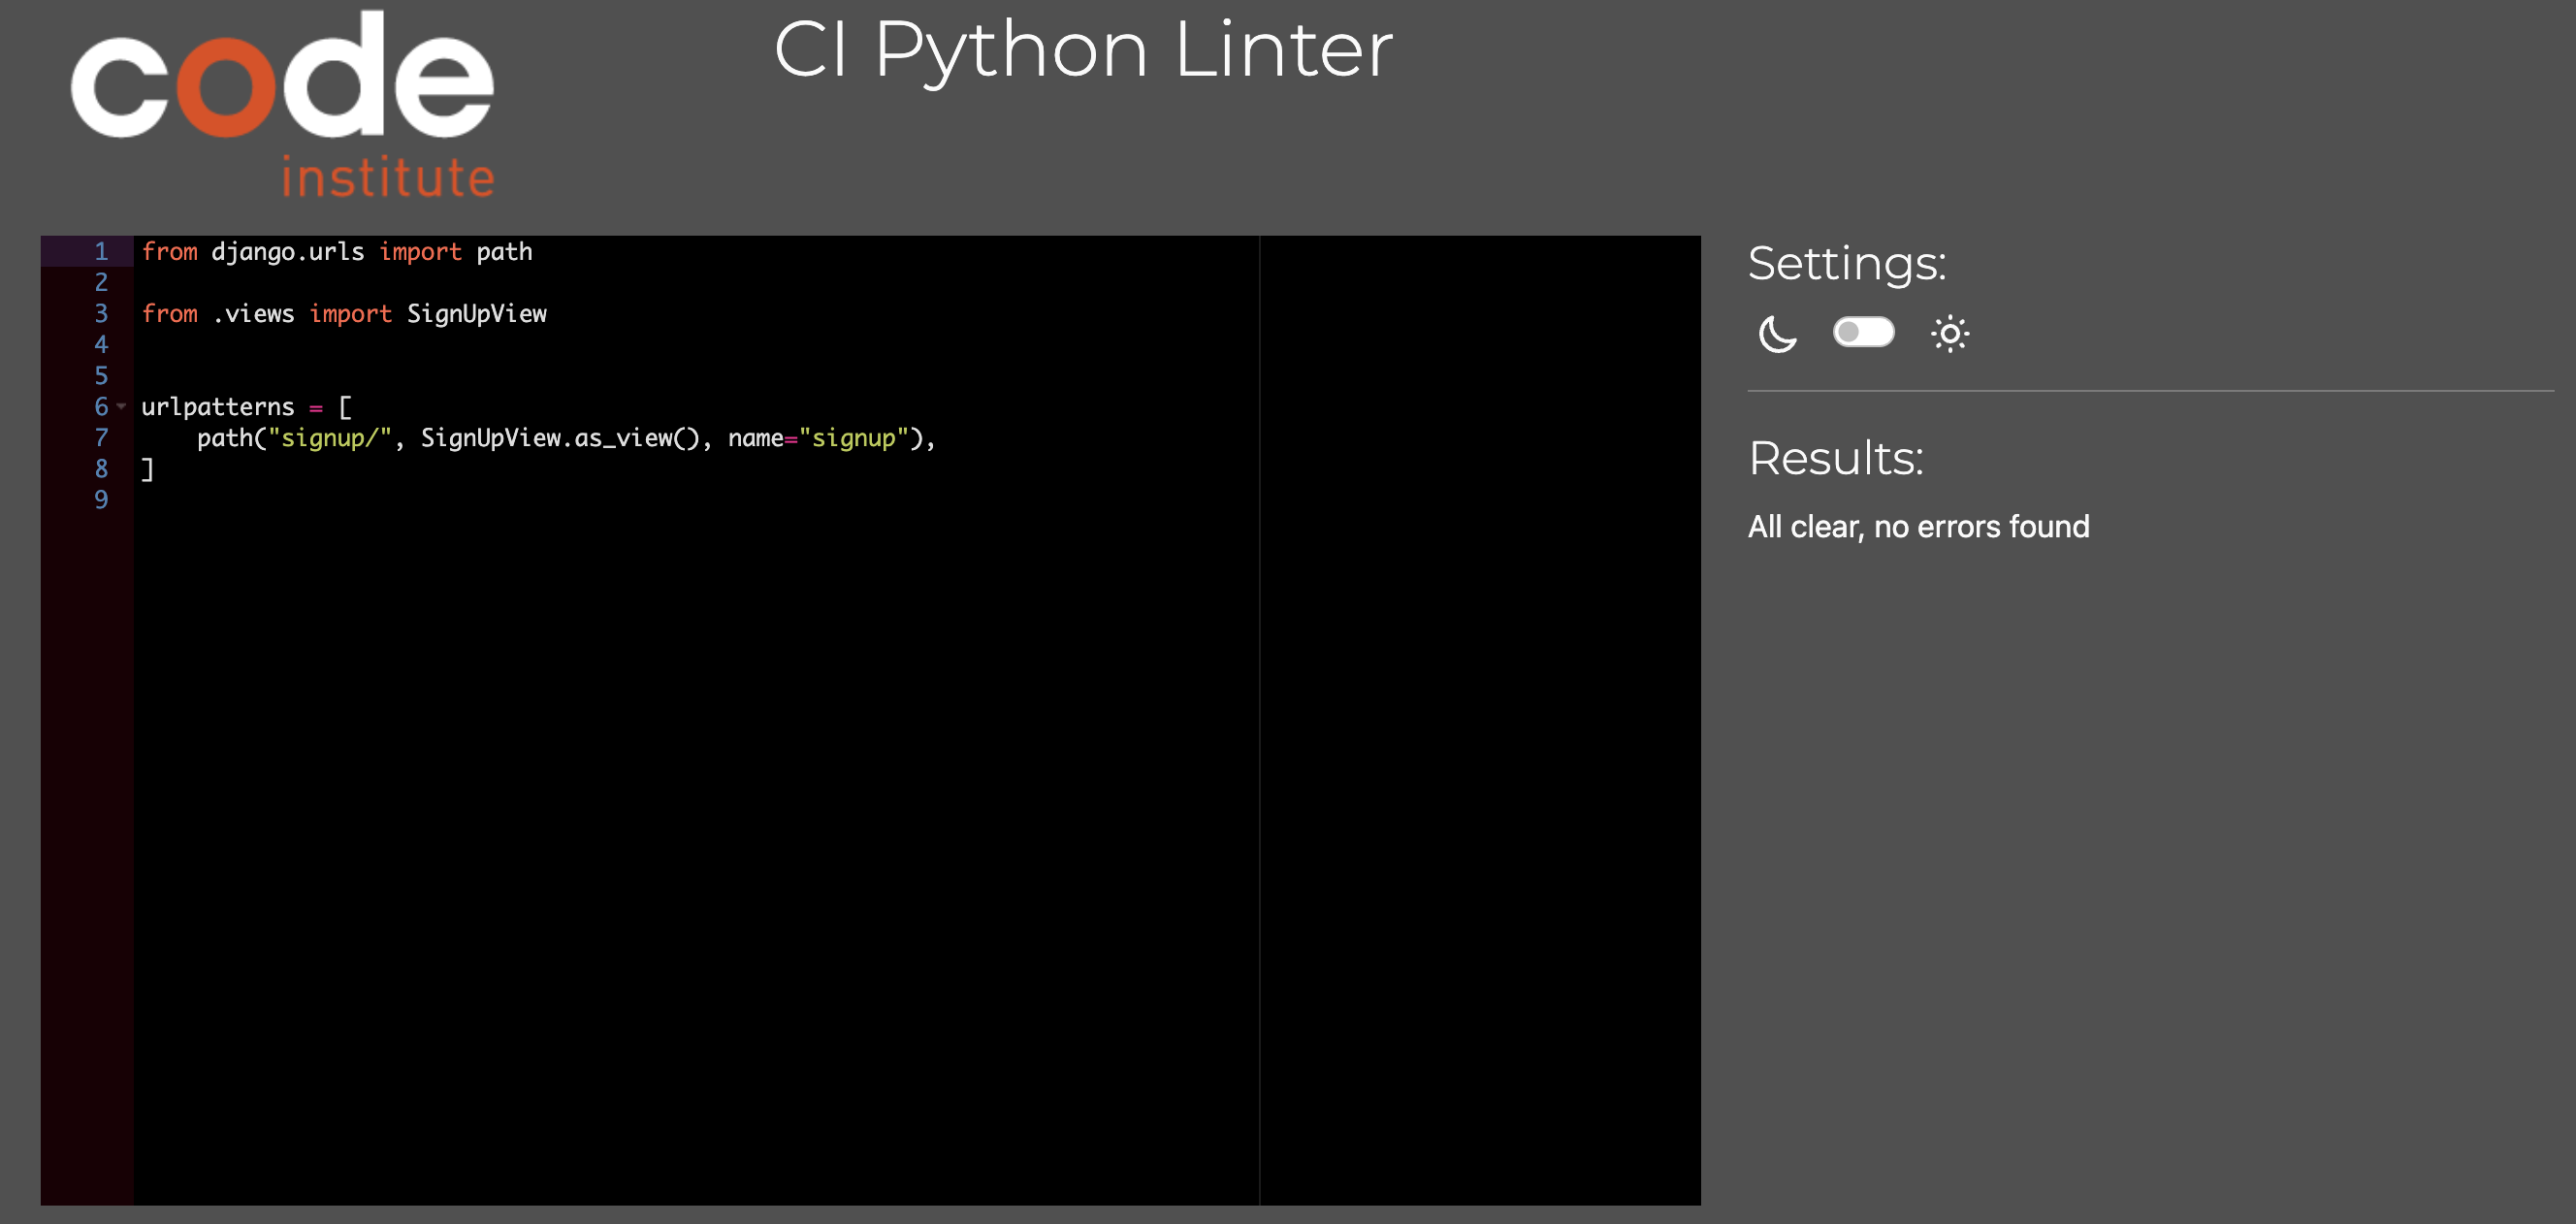 code
institute
CI Python Linter
1 from django.urls import path
2
3 from .views import SignUpView
4
5
6 urlpatterns = [
7     path("signup/", SignUpView.as_view(), name="signup"),
8 ]
9
Settings:
Results:
All clear, no errors found